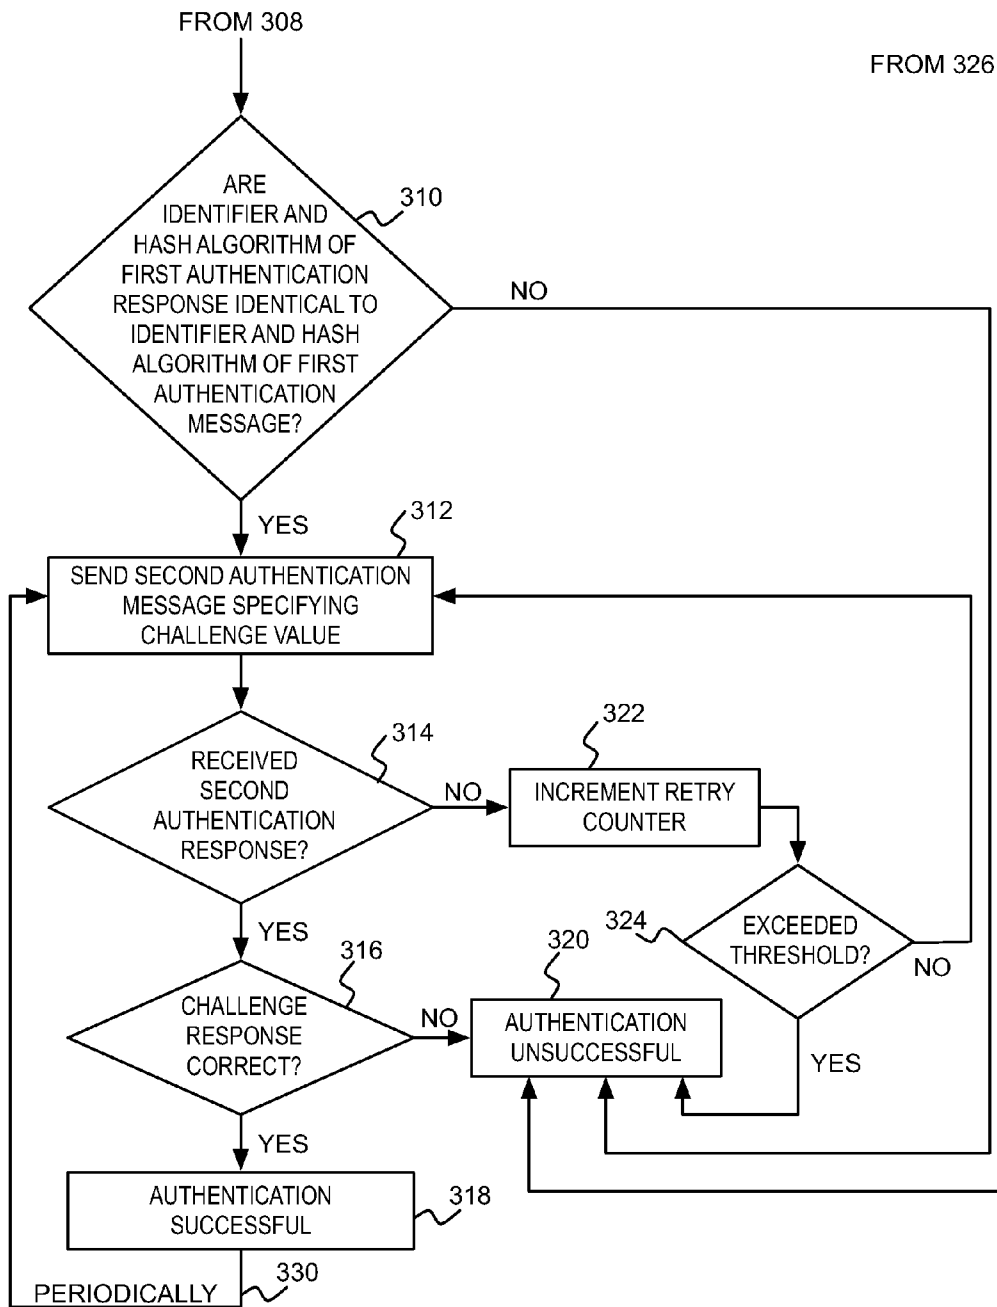 FROM 308
FROM 326
ARE
IDENTIFIER AND
HASH ALGORITHM OF
FIRST AUTHENTICATION
RESPONSE IDENTICAL TO
IDENTIFIER AND HASH
ALGORITHM OF FIRST
AUTHENTICATION
MESSAGE?
310
NO
YES
312
SEND SECOND AUTHENTICATION
MESSAGE SPECIFYING
CHALLENGE VALUE
RECEIVED
SECOND
AUTHENTICATION
RESPONSE?
314
NO
322
INCREMENT RETRY
COUNTER
YES
324
EXCEEDED
THRESHOLD?
NO
YES
316
CHALLENGE
RESPONSE
CORRECT?
NO
320
AUTHENTICATION
UNSUCCESSFUL
YES
AUTHENTICATION
SUCCESSFUL
318
PERIODICALLY
330